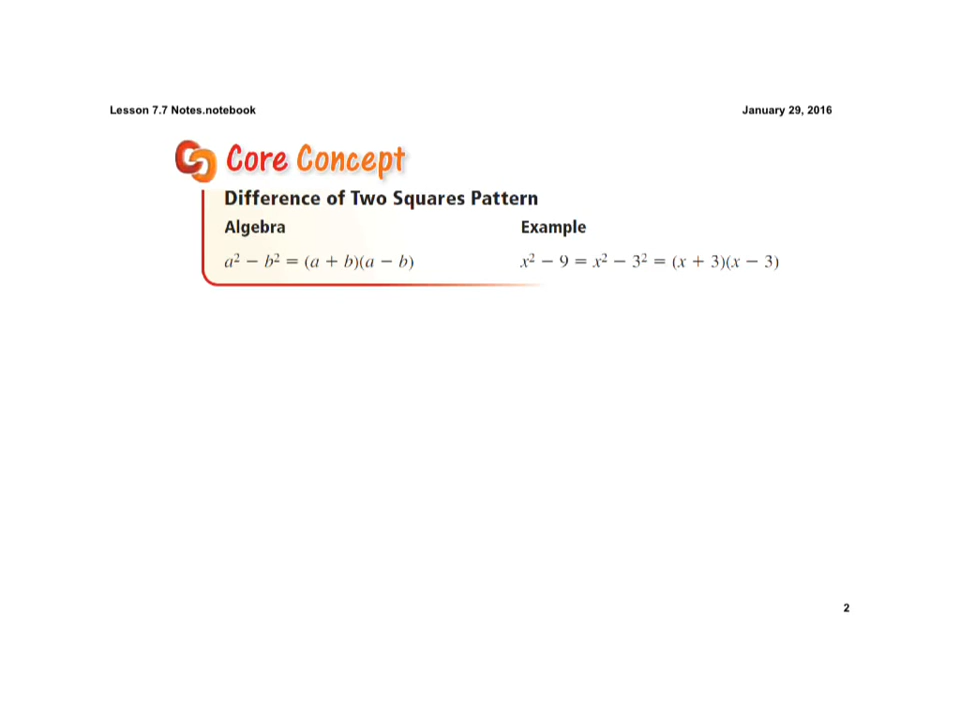 Lesson 7.7 Notes.notebook January 29, 2016
Core Concept
Difference of Two Squares Pattern
Algebra Example
a² − b² = (a + b)(a − b) x² − 9 = x² − 3² = (x + 3)(x − 3)
2